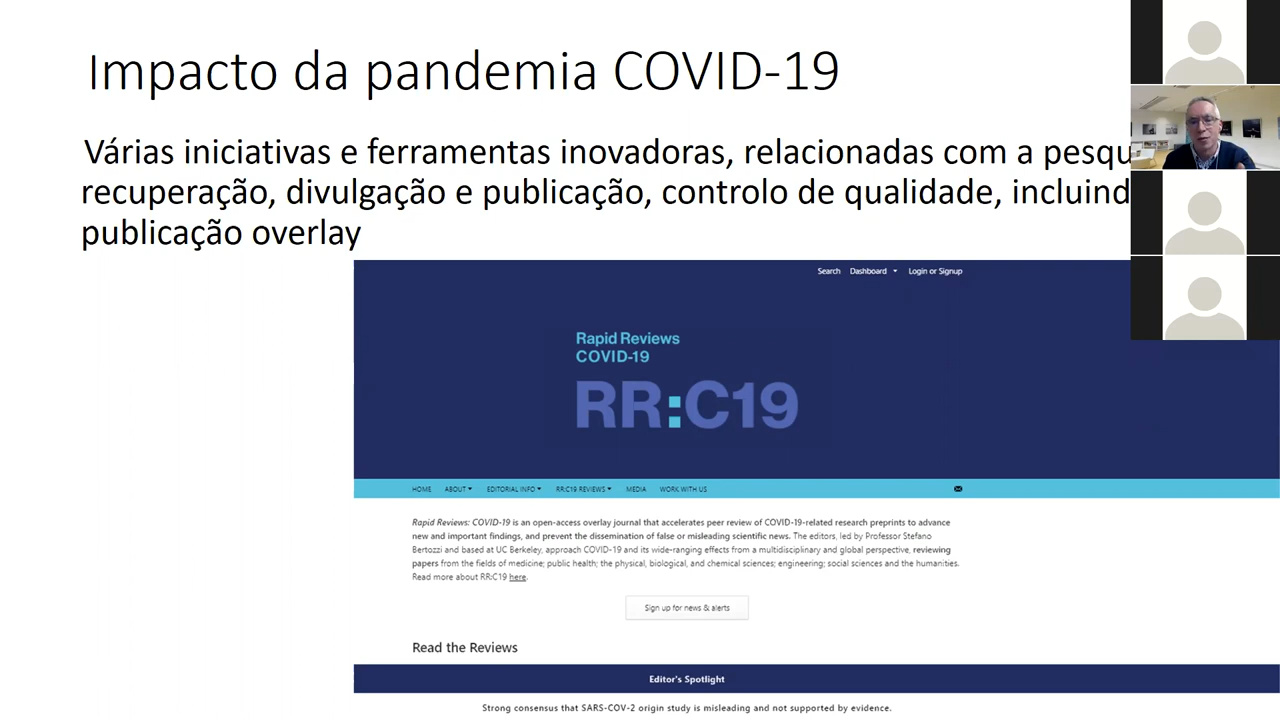 Impacto da pandemia COVID-19
Várias iniciativas e ferramentas inovadoras, relacionadas com a
recuperação, divulgação e publicação, controlo de qualidade,
publicação overlay
Search Dashboard Login or Signup
Rapid Reviews
COVID-19
RR:C19
HOME ABOUT EDITORIAL INFO RR:C19 REVIEWS MEDIA WORK WITH US
Rapid Reviews: COVID-19 is an open-access overlay journal that accelerates peer review of COVID-19-related research preprints to advance
new and important findings, and prevent the dissemination of false or misleading scientific news. The editors, led by Professor Stefano
Bertozzi and based at UC Berkeley, approach COVID-19 and its wide-ranging effects from a multidisciplinary and global perspective, reviewing
papers from the fields of medicine; public health; the physical, biological, and chemical sciences; engineering; social sciences and the humanities.
Read more about RR:C19 here.
Sign up for news & alerts
Read the Reviews
Editor's Spotlight
Strong consensus that SARS-COV-2 origin study is misleading and not supported by evidence.